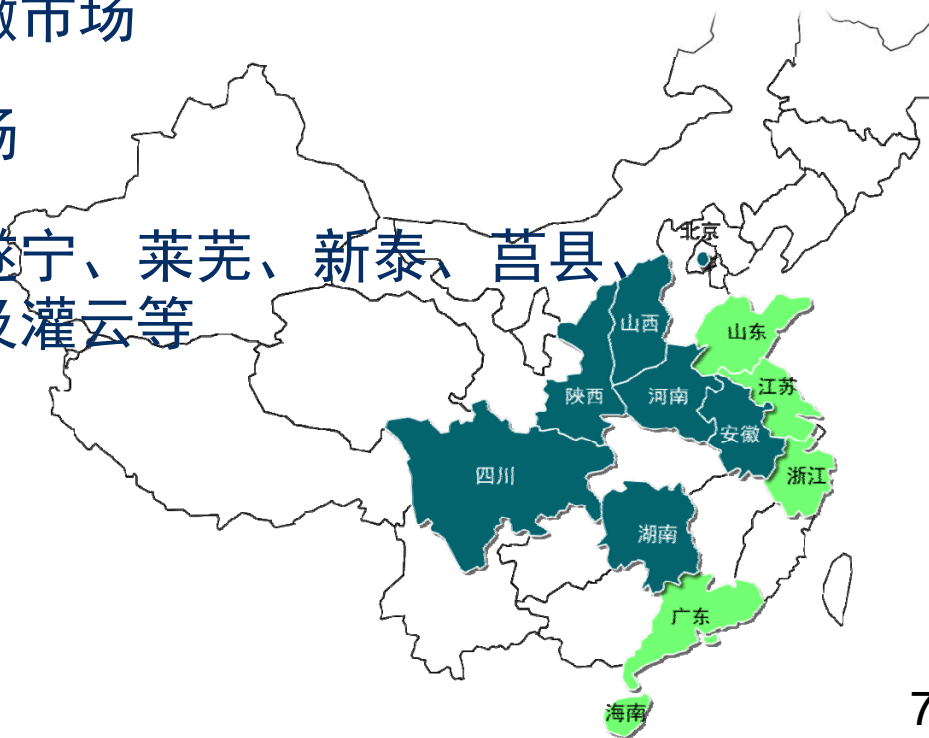 徽市场
场
遂宁、莱芜、新泰、莒县、
及灌云等
北京
山西
山东
陕西
河南
江苏
安徽
四川
浙江
湖南
广东
海南
7